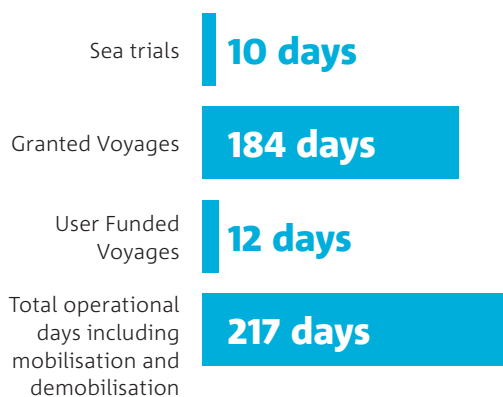 Sea trials
10 days
Granted Voyages
184 days
User Funded
Voyages
12 days
Total operational
days including
mobilisation and
demobilisation
217 days